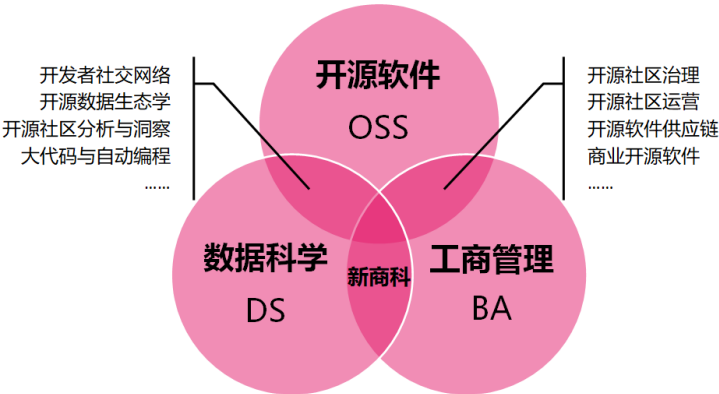 开发者社交网络
开源数据生态学
开源社区分析与洞察
大代码与自动编程
……
开源软件
OSS
开源社区治理
开源社区运营
开源软件供应链
商业开源软件
……
数据科学
DS
新商科
工商管理
BA